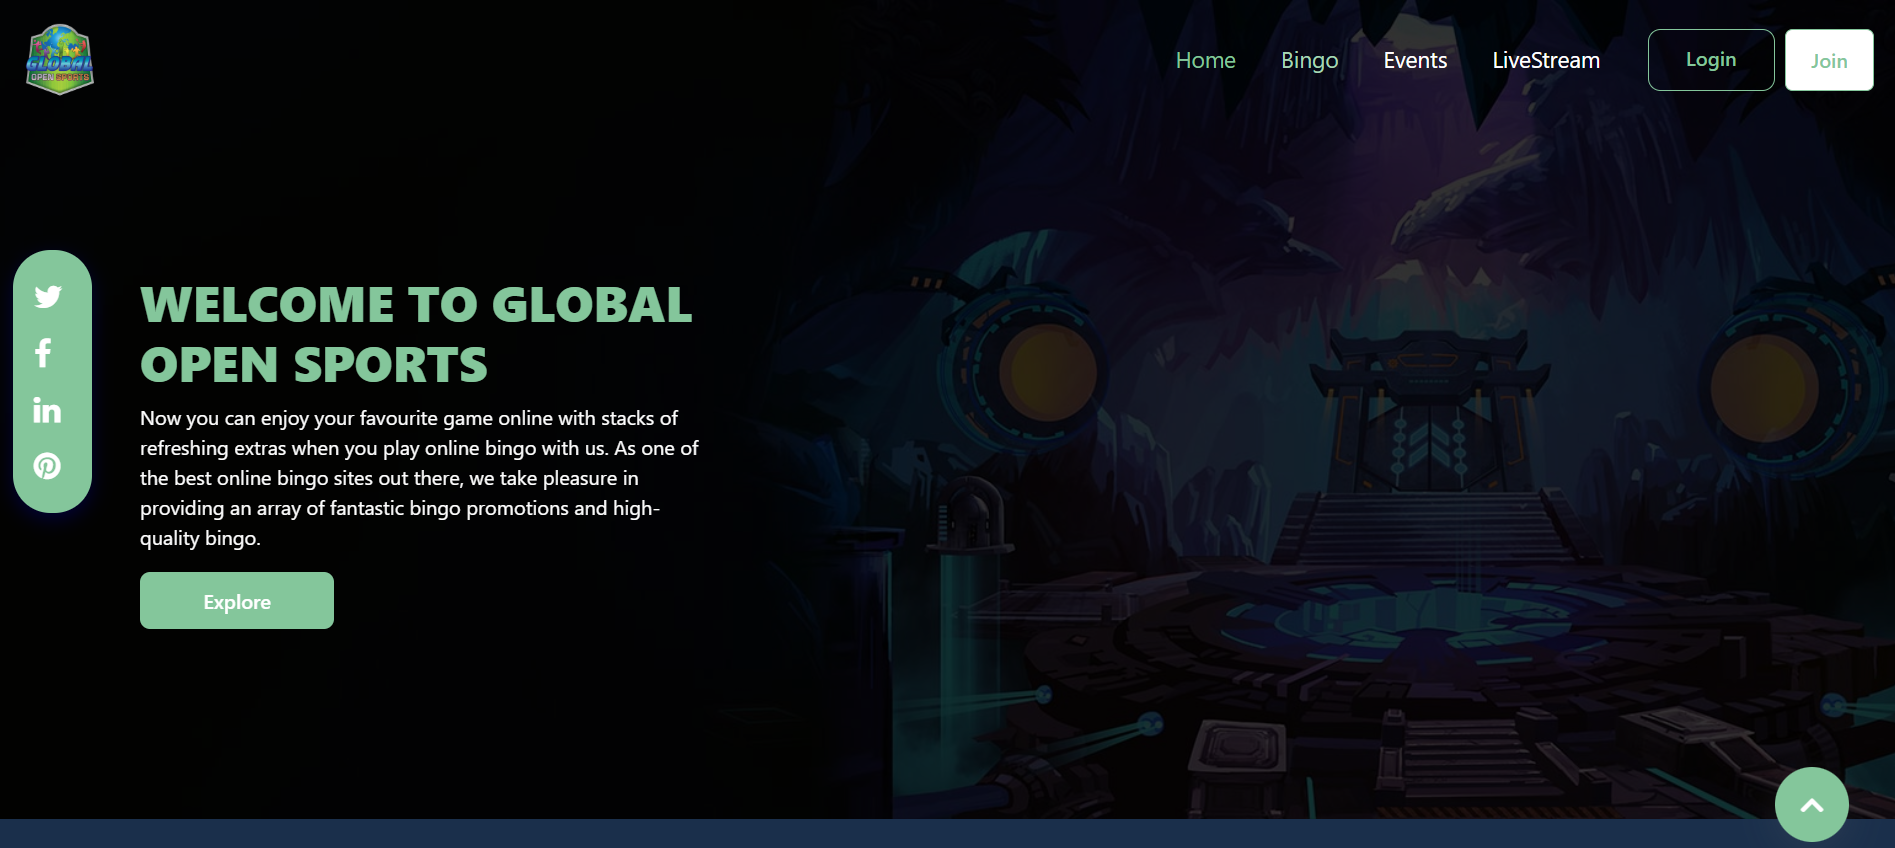 GLOBAL
OPEN SPORTS
Home Bingo Events LiveStream Login Join
WELCOME TO GLOBAL
OPEN SPORTS
Now you can enjoy your favourite game online with stacks of
refreshing extras when you play online bingo with us. As one of
the best online bingo sites out there, we take pleasure in
providing an array of fantastic bingo promotions and high-
quality bingo.
Explore